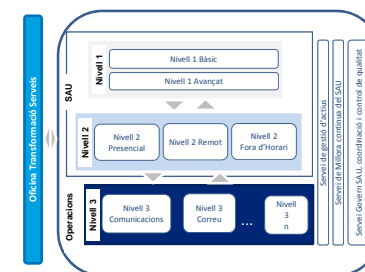 Oficina Transformació Serveis
SAU
Nivell 1
Nivell 1 Bàsic
Nivell 1 Avançat
Nivell 2
Nivell 2
Presencial
Nivell 2 Remot
Nivell 2
Fora d'Horari
Operacions
Nivell 3
Nivell 3
Comunicacions
Nivell 3
Correu
...
Nivell
3
n
Servei de gestió d'actius
Servei de Millora continua del SAU
Servei Govern SAU, coordinació i control de qualitat